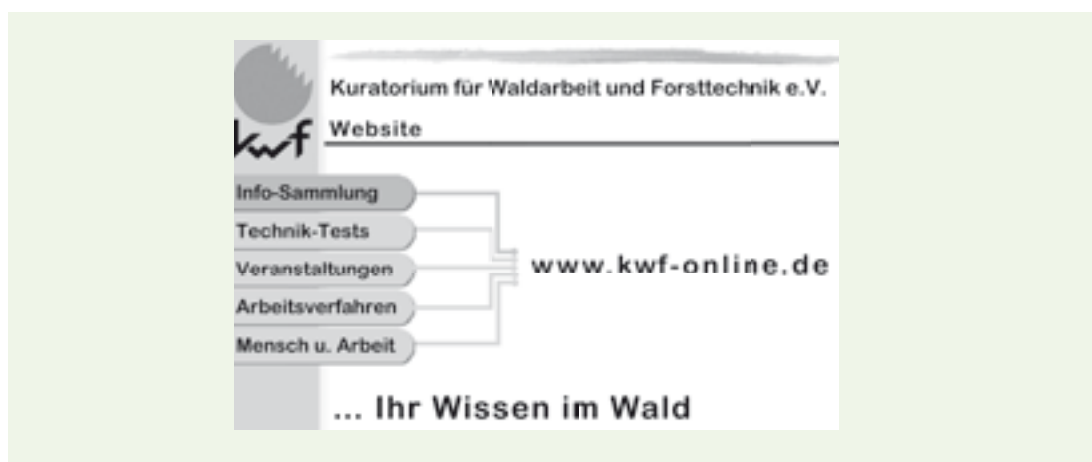 Kuratorium für Waldarbeit und Forsttechnik e.V.
kwf
Website
Info-Sammlung
Technik-Tests
Veranstaltungen
Arbeitsverfahren
Mensch u. Arbeit
www.kwf-online.de
... Ihr Wissen im Wald